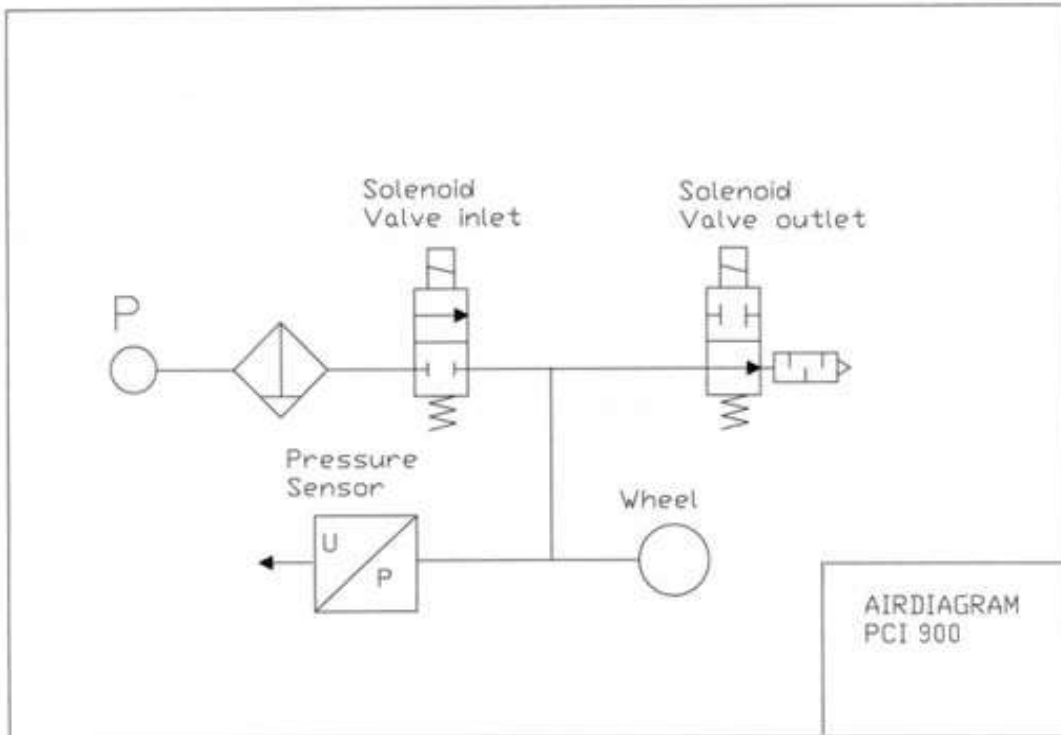 Solenoid
Valve inlet
Solenoid
Valve outlet
P
Pressure
Sensor
U
P
Wheel
AIRDIAGRAM
PCI 900